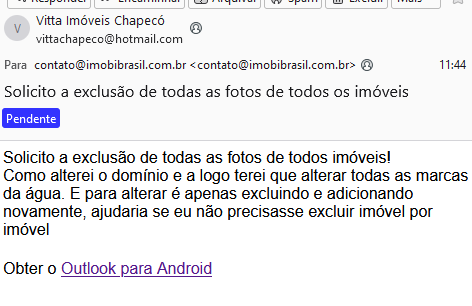 Responder Encaminhar Arquivar Spam Excluir Mais
V Vitta Imóveis Chapecó
vittachapeco@hotmail.com
Para contato@imobibrasil.com.br <contato@imobibrasil.com.br> 11:44
Solicito a exclusão de todas as fotos de todos os imóveis
Pendente
Solicito a exclusão de todas as fotos de todos imóveis!
Como alterei o domínio e a logo terei que alterar todas as marcas
da água. E para alterar é apenas excluindo e adicionando
novamente, ajudaria se eu não precisasse excluir imóvel por
imóvel
Obter o Outlook para Android